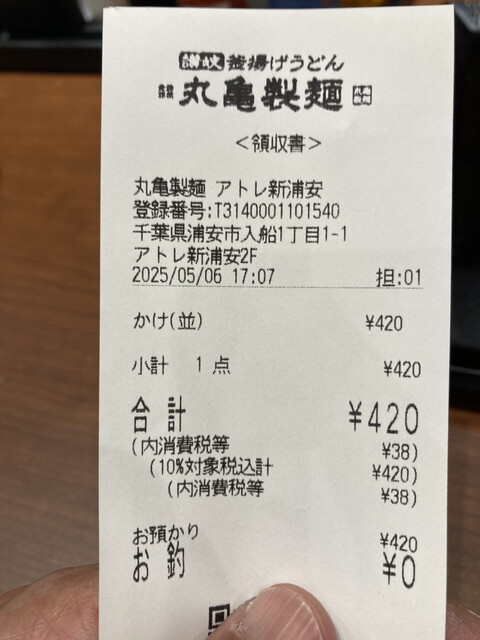 讃岐 釜揚げうどん
丸亀製麺
<領収書>
丸亀製麺 アトレ新浦安
登録番号:T3140001101540
千葉県浦安市入船1丁目1-1
アトレ新浦安2F
2025/05/06 17:07 担:01
かけ(並) ¥420
小計 1 点 ¥420
合計 ¥420
(内消費税等 ¥38)
(10%対象税込計 ¥420)
(内消費税等 ¥38)
お預かり ¥420
お釣 ¥0